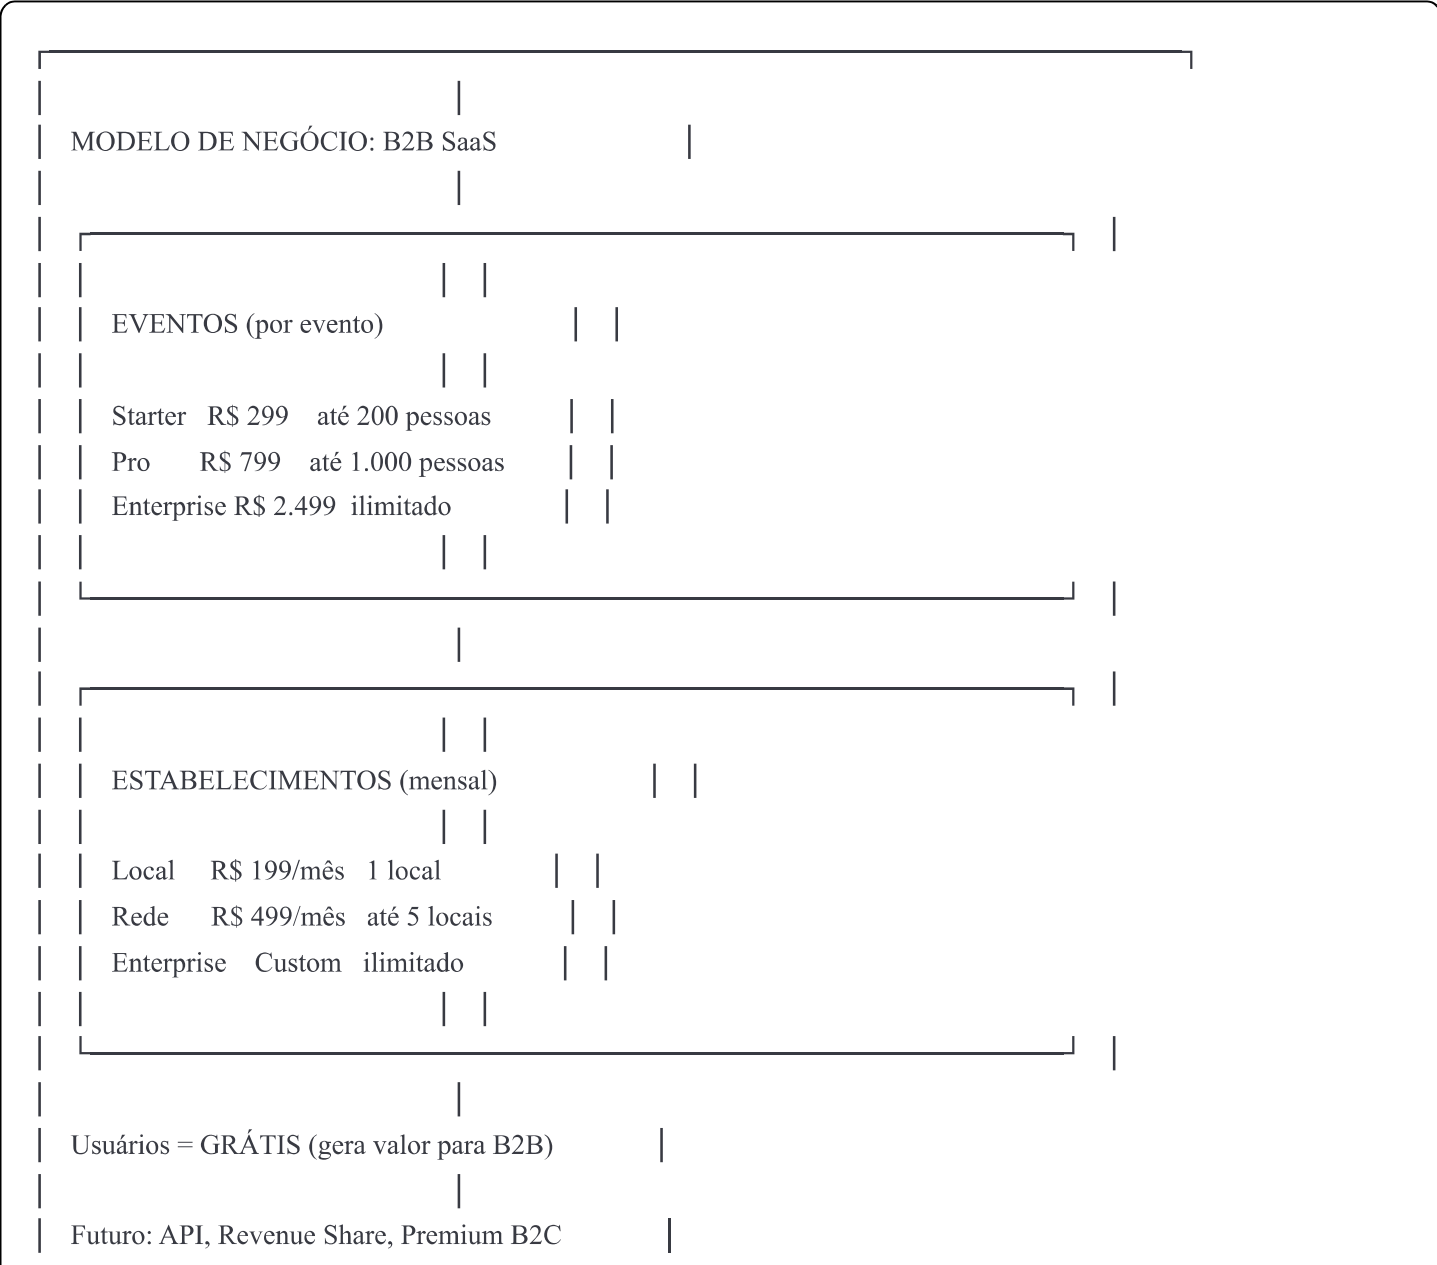 MODELO DE NEGÓCIO: B2B SaaS
EVENTOS (por evento)
Starter R$ 299 até 200 pessoas
Pro R$ 799 até 1.000 pessoas
Enterprise R$ 2.499 ilimitado
ESTABELECIMENTOS (mensal)
Local R$ 199/mês 1 local
Rede R$ 499/mês até 5 locais
Enterprise Custom ilimitado
Usuários = GRÁTIS (gera valor para B2B)
Futuro: API, Revenue Share, Premium B2C